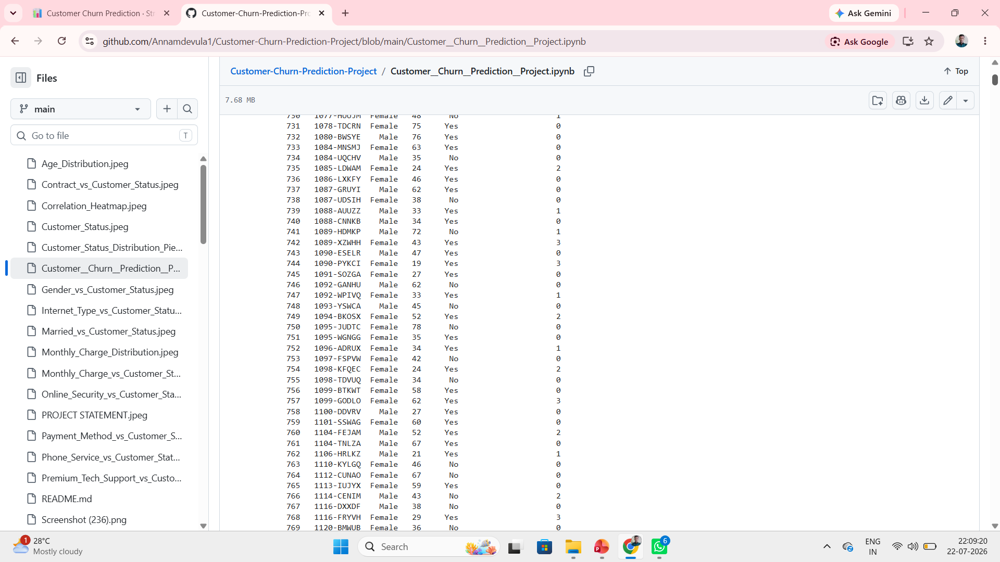 Customer Churn Prediction · Str
Customer-Churn-Prediction-Pro
Ask Gemini
github.com/Annamdevula1/Customer-Churn-Prediction-Project/blob/main/Customer__Churn__Prediction__Project.ipynb
Ask Google
Files
main
Go to file
T
Age_Distribution.jpeg
Contract_vs_Customer_Status.jpeg
Correlation_Heatmap.jpeg
Customer_Status.jpeg
Customer_Status_Distribution_Pie...
Customer__Churn__Prediction__P...
Gender_vs_Customer_Status.jpeg
Internet_Type_vs_Customer_Statu...
Married_vs_Customer_Status.jpeg
Monthly_Charge_Distribution.jpeg
Monthly_Charge_vs_Customer_St...
Online_Security_vs_Customer_Sta...
PROJECT STATEMENT.jpeg
Payment_Method_vs_Customer_S...
Phone_Service_vs_Customer_Stat...
Premium_Tech_Support_vs_Custo...
README.md
Screenshot (236).png
Customer-Churn-Prediction-Project / Customer__Churn__Prediction__Project.ipynb
Top
7.68 MB
730 1077-HUUJM Female 48 No 1
731 1078-TDCRN Female 75 Yes 0
732 1080-BWSYE Male 76 Yes 0
733 1084-MNSMJ Female 63 Yes 0
734 1084-UQCHV Male 35 No 0
735 1085-LDWAM Female 24 Yes 2
736 1086-LXKFY Female 46 Yes 0
737 1087-GRUYI Male 62 Yes 0
738 1087-UDSIH Female 38 No 0
739 1088-AUUZZ Male 33 Yes 1
740 1088-CNNKB Male 34 Yes 0
741 1089-HDMKP Male 72 No 1
742 1089-XZWHH Female 43 Yes 3
743 1090-ESELR Male 47 Yes 0
744 1090-PYKCI Female 19 Yes 3
745 1091-SOZGA Female 27 Yes 0
746 1092-GANHU Male 62 No 0
747 1092-WPIVQ Female 33 Yes 1
748 1093-YSWCA Male 45 No 0
749 1094-BKOSX Female 52 Yes 2
750 1095-JUDTC Female 78 No 0
751 1095-WGNGG Female 35 Yes 0
752 1096-ADRUX Female 34 Yes 1
753 1097-FSPVW Female 42 No 0
754 1098-KFQEC Female 24 Yes 2
755 1098-TDVUQ Female 34 No 0
756 1099-BTKWT Female 58 Yes 0
757 1099-GODLO Female 62 Yes 3
758 1100-DDVRV Male 27 Yes 0
759 1101-SSWAG Female 60 Yes 0
760 1104-FEJAM Male 52 Yes 2
761 1104-TNLZA Male 67 Yes 0
762 1106-HRLKZ Male 21 Yes 1
763 1110-KYLGQ Female 46 No 0
764 1112-CUNAO Female 67 No 0
765 1113-IUJYX Female 59 Yes 0
766 1114-CENIM Male 43 No 2
767 1116-DXXDF Male 38 No 0
768 1116-FRYVH Female 29 Yes 3
769 1120-BMWUB Female 36 No 0
1
28°C
Mostly cloudy
Search
6
ENG
IN
22:09:20
22-07-2026